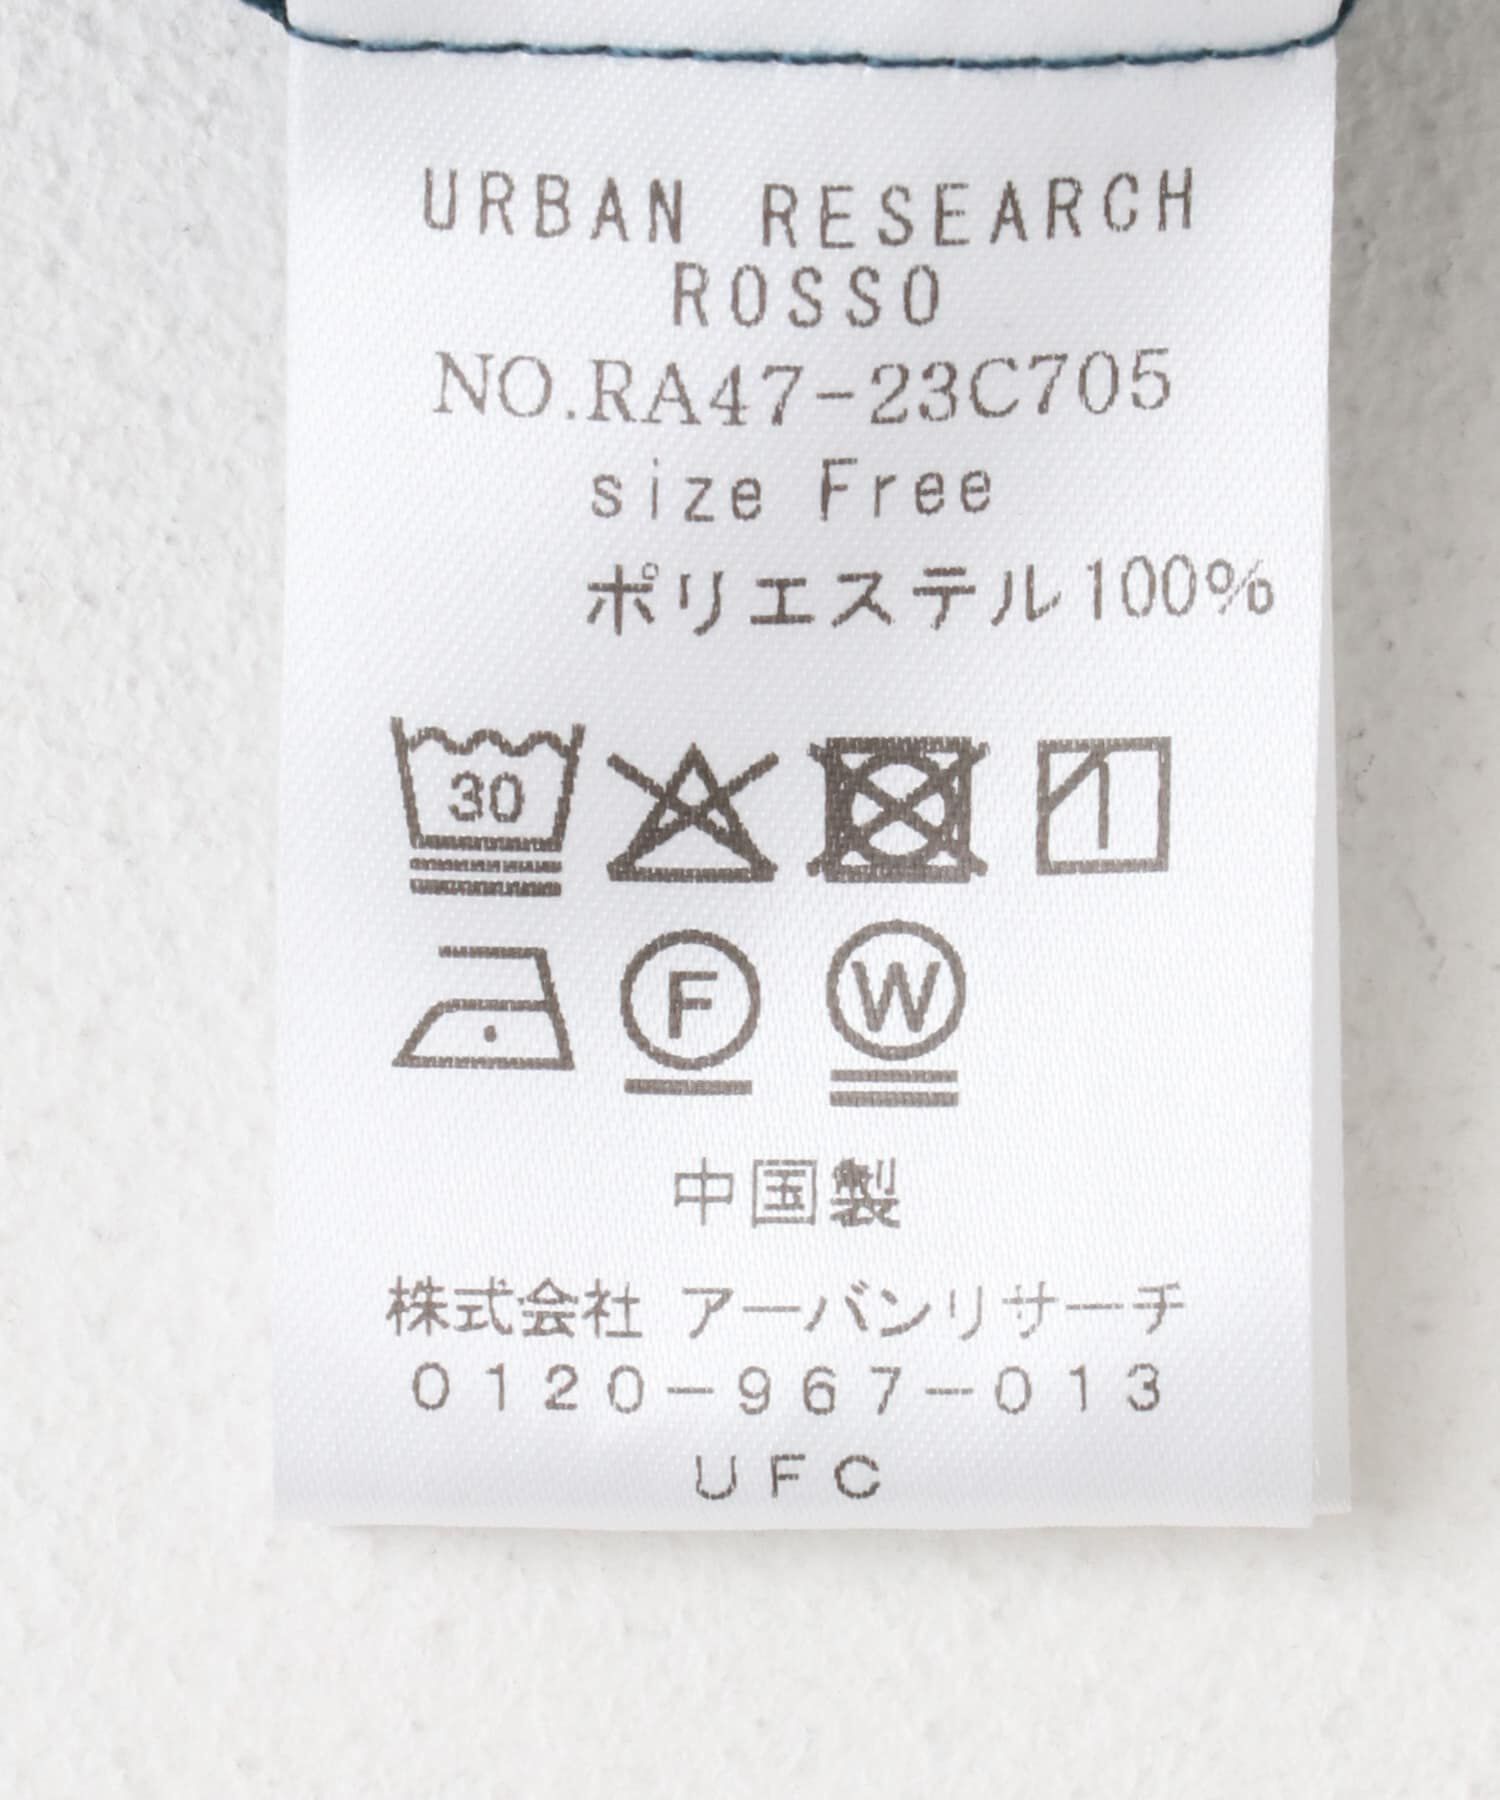 URBAN RESEARCH
ROSSO
NO.RA47-23C705
size Free
ポリエステル100%
30
F
W
中国製
株式会社 アーバンリサーチ
0120-967-013
UFC